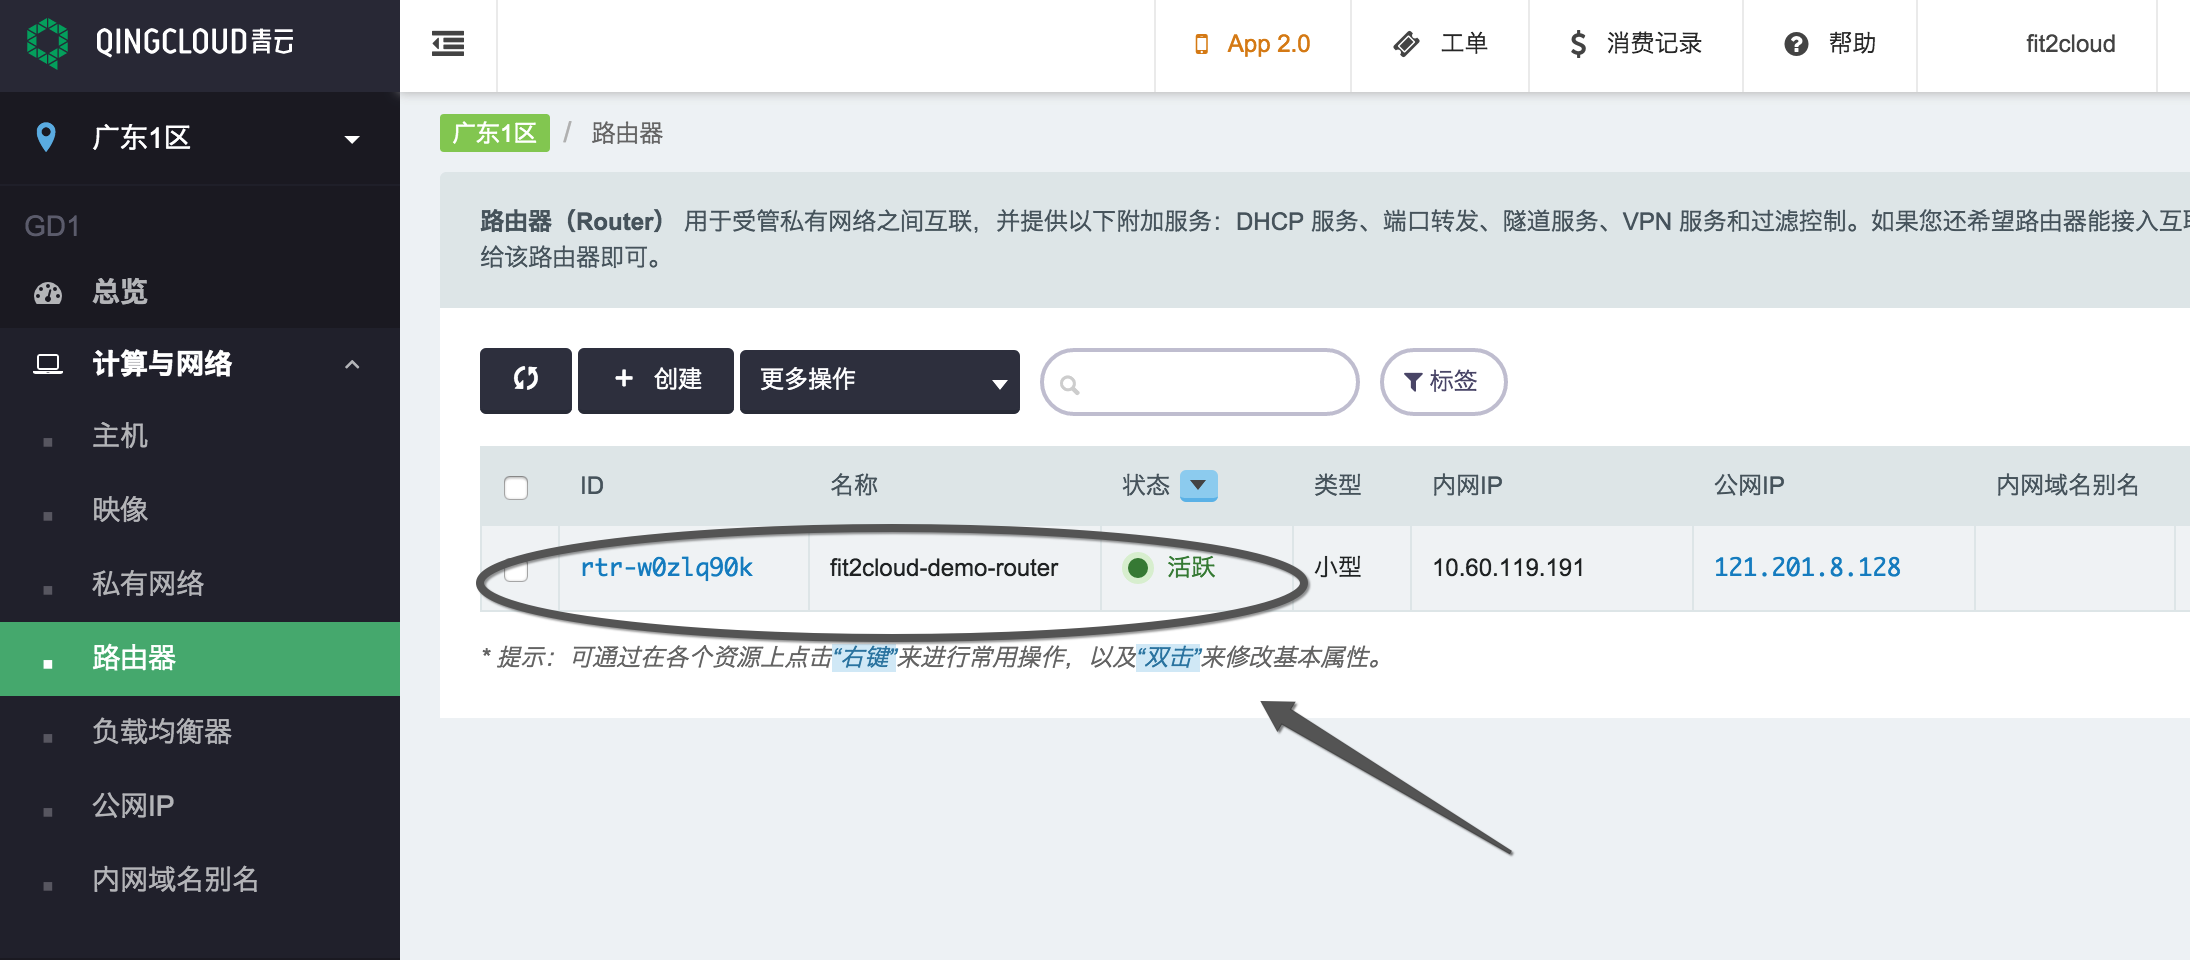 QINGCLOUD青云
App 2.0
工单
消费记录
帮助
fit2cloud
广东1区
GD1
总览
计算与网络
主机
映像
私有网络
路由器
负载均衡器
公网IP
内网域名别名
广东1区 / 路由器
路由器（Router） 用于受管私有网络之间互联，并提供以下附加服务：DHCP 服务、端口转发、隧道服务、VPN 服务和过滤控制。如果您还希望路由器能接入互
给该路由器即可。
创建
更多操作
标签
ID 名称 状态 类型 内网IP 公网IP 内网域名别名
rtr-w0zlq90k fit2cloud-demo-router 活跃 小型 10.60.119.191 121.201.8.128
* 提示：可通过在各个资源上点击“右键”来进行常用操作，以及“双击”来修改基本属性。